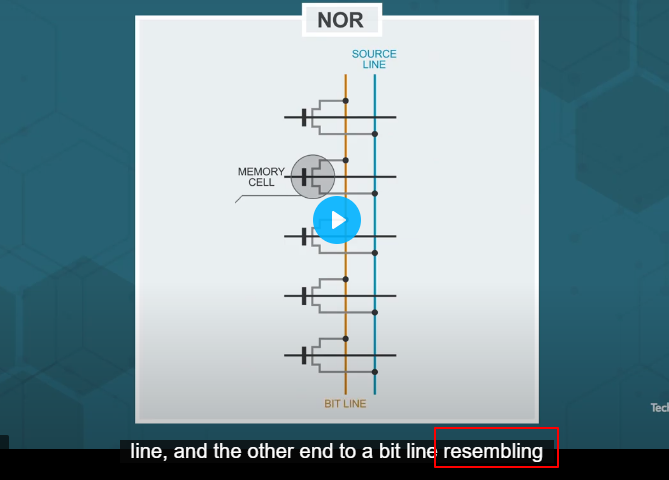 NOR
SOURCE
LINE
MEMORY
CELL
BIT LINE
Tech
line, and the other end to a bit line resembling